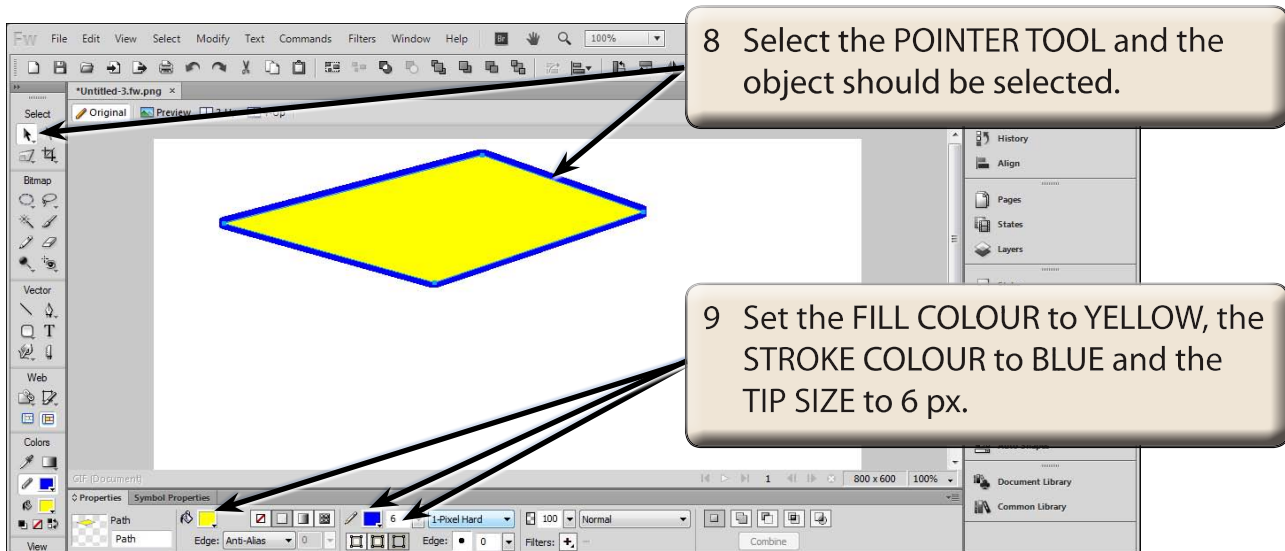 Fw File Edit View Select Modify Text Commands Filters Window Help Br 100%
8 Select the POINTER TOOL and the
object should be selected.
*Untitled-3.fw.png ×
Select
Original Preview
History
Align
Bitmap
Pages
States
Layers
Vector
9 Set the FILL COLOUR to YELLOW, the
STROKE COLOUR to BLUE and the
TIP SIZE to 6 px.
Web
Colors
GIF (Document) 1 800 x 600 100%
Document Library
Properties Symbol Properties
Common Library
Path 6 1-Pixel Hard 100 Normal
Path Edge: Anti-Alias 0 Edge: 0 Filters: Combine
View